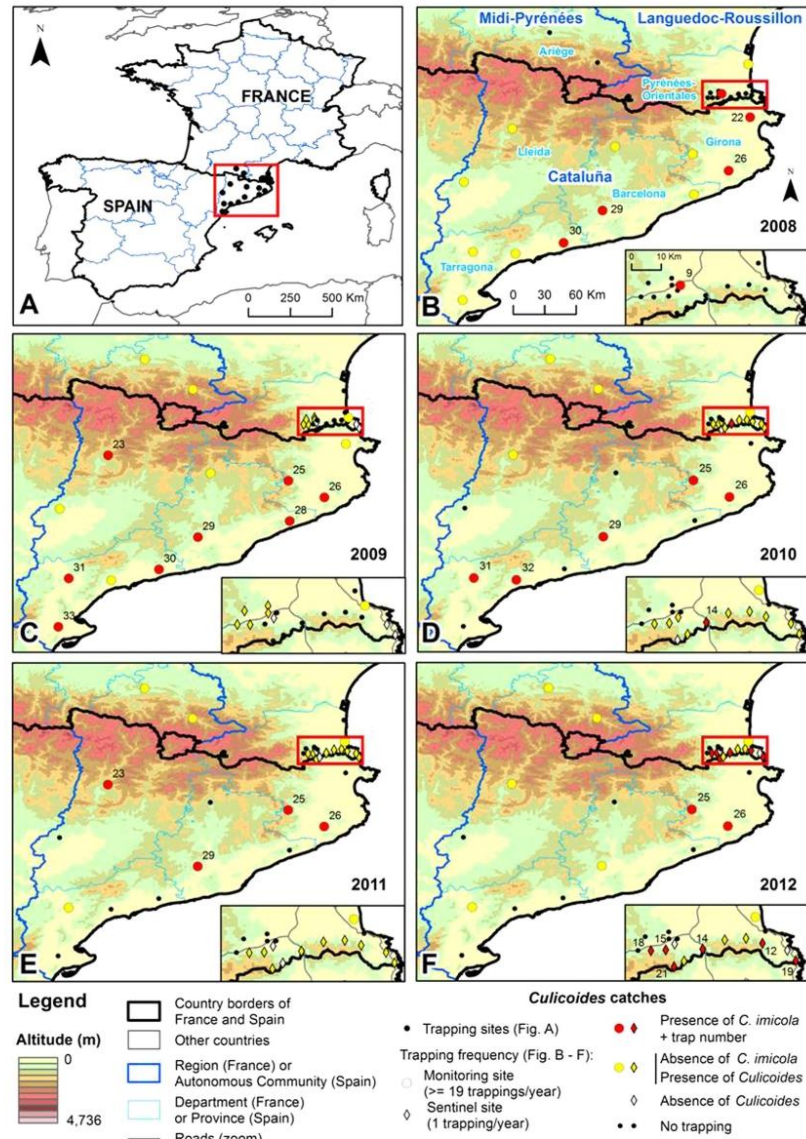 FRANCE
SPAIN
A
0 250 500 Km
Midi-Pyrénées
Languedoc-Roussillon
Ariège
Pyrénées-
Orientales
22
Lleida
Girona
26
Cataluña
Barcelona
29
30
2008
Tarragona
0 10 Km
9
B
0 30 60 Km
23
25
26
28
29
30
31
2009
33
C
25
26
29
31
32
2010
14
D
23
25
26
29
2011
E
25
26
2012
18
15
14
12
21
19
F
Legend
Altitude (m)
0
4,736
Country borders of
France and Spain
Other countries
Region (France) or
Autonomous Community (Spain)
Department (France)
or Province (Spain)
Roads (zoom)
Culicoides catches
Trapping sites (Fig. A)
Trapping frequency (Fig. B - F):
Monitoring site
(>= 19 trappings/year)
Sentinel site
(1 trapping/year)
Presence of C. imicola
+ trap number
Absence of C. imicola
Presence of Culicoides
Absence of Culicoides
No trapping